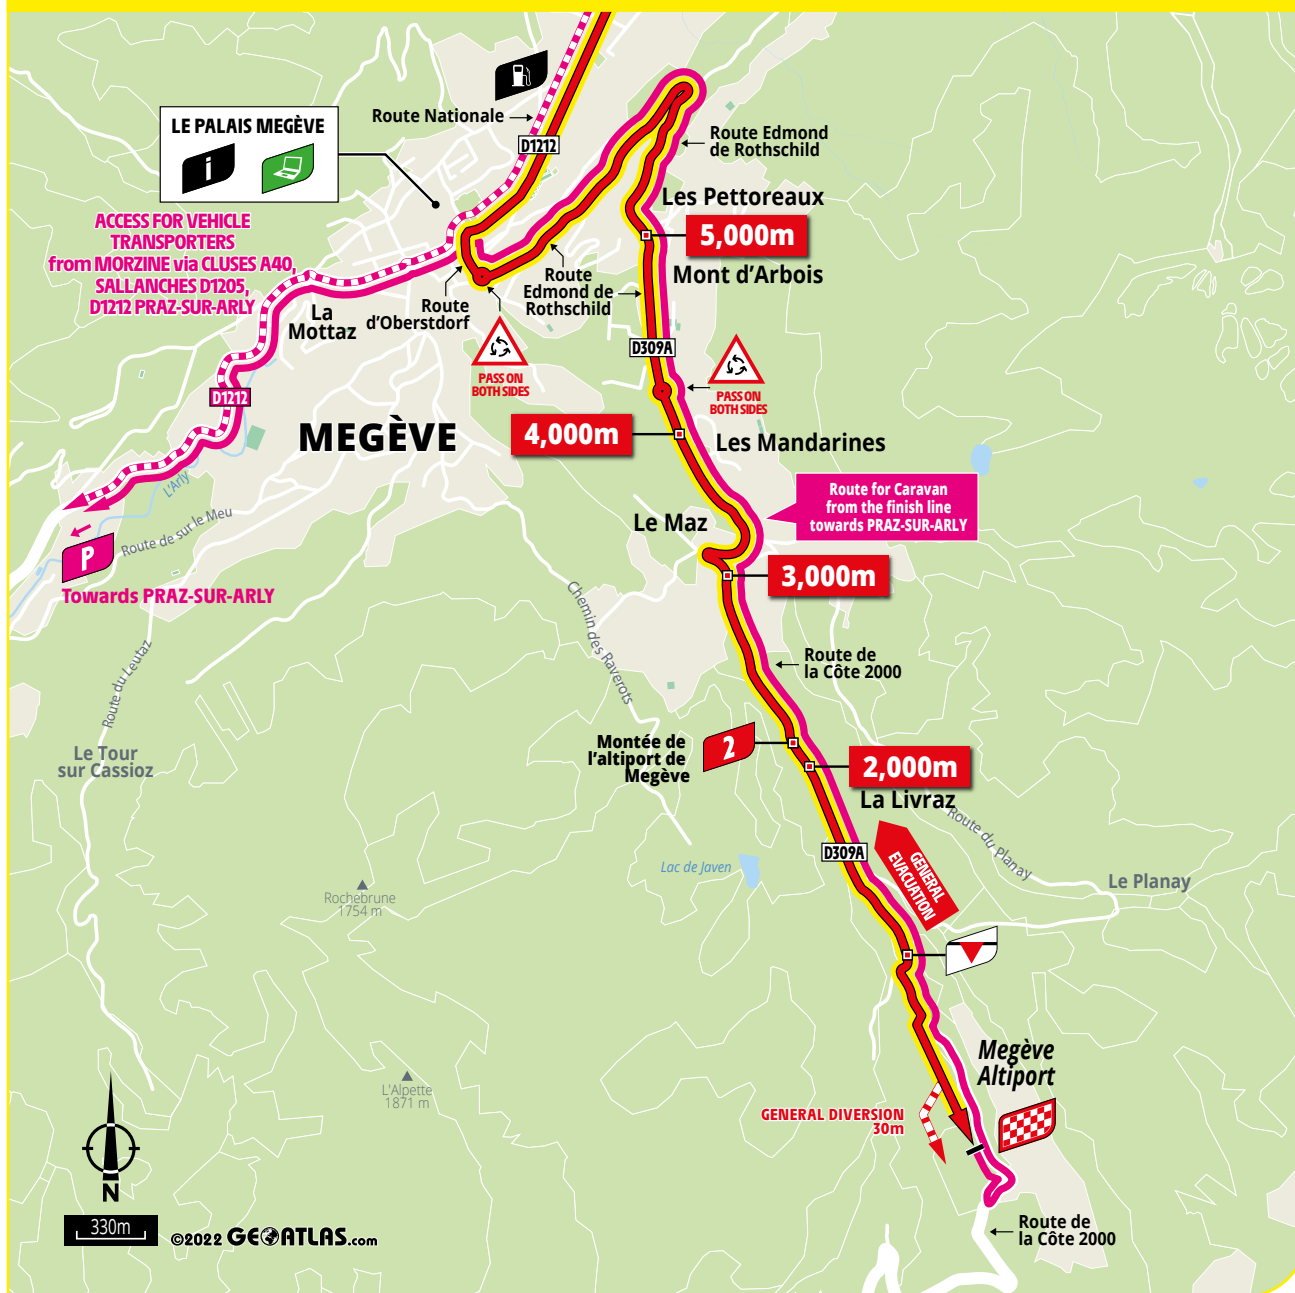 Route Nationale
D1212
LE PALAIS MEGÈVE
i
Route Edmond
de Rothschild
Les Pettoreaux
5,000m
Mont d'Arbois
ACCESS FOR VEHICLE
TRANSPORTERS
from MORZINE via CLUSES A40,
SALLANCHES D1205,
D1212 PRAZ-SUR-ARLY
La
Mottaz
Route
d'Oberstdorf
Route
Edmond de
Rothschild
D309A
PASS ON
BOTH SIDES
PASS ON
BOTH SIDES
D1212
MEGÈVE
4,000m
Les Mandarines
L'Arly
Route de sur le Meu
P
Towards PRAZ-SUR-ARLY
Route for Caravan
from the finish line
towards PRAZ-SUR-ARLY
Le Maz
3,000m
Chemin des Raverots
Route du Leutaz
Route de
la Côte 2000
Le Tour
sur Cassioz
Montée de
l'altiport de
Megève
2
2,000m
La Livraz
Route du Planay
D309A
GENERAL
EVACUATION
Lac de Javen
Le Planay
Rochebrune
1754 m
Megève
Altiport
L'Alpette
1871 m
GENERAL DIVERSION
30m
N
330m
©2022 GEOATLAS.com
Route de
la Côte 2000